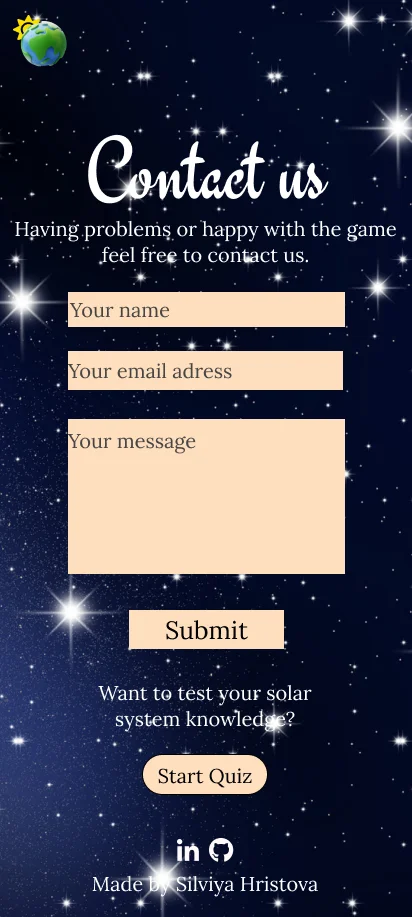 Contact us
Having problems or happy with the game
feel free to contact us.
Your name
Your email adress
Your message
Submit
Want to test your solar
system knowledge?
Start Quiz
in
Made by Silviya Hristova